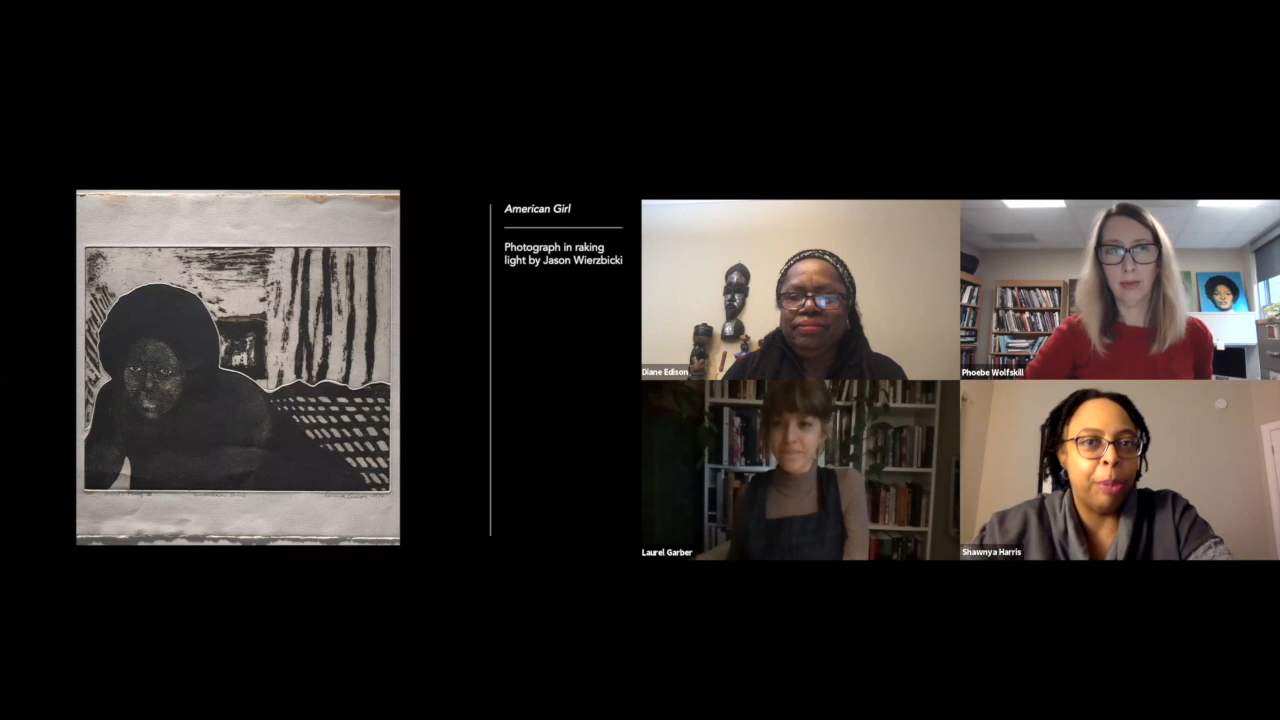 American Girl
Photograph in raking
light by Jason Wierzbicki
Diane Edison
Phoebe Wolfskill
Laurel Garber
Shawnya Harris